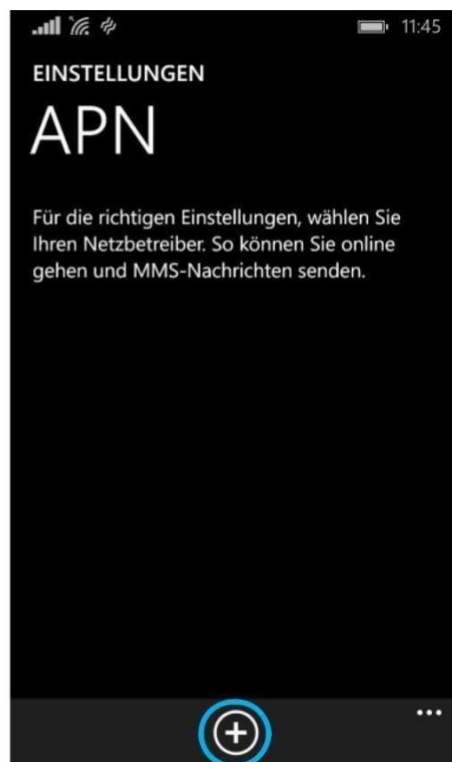 11:45
EINSTELLUNGEN
APN
Für die richtigen Einstellungen, wählen Sie
Ihren Netzbetreiber. So können Sie online
gehen und MMS-Nachrichten senden.